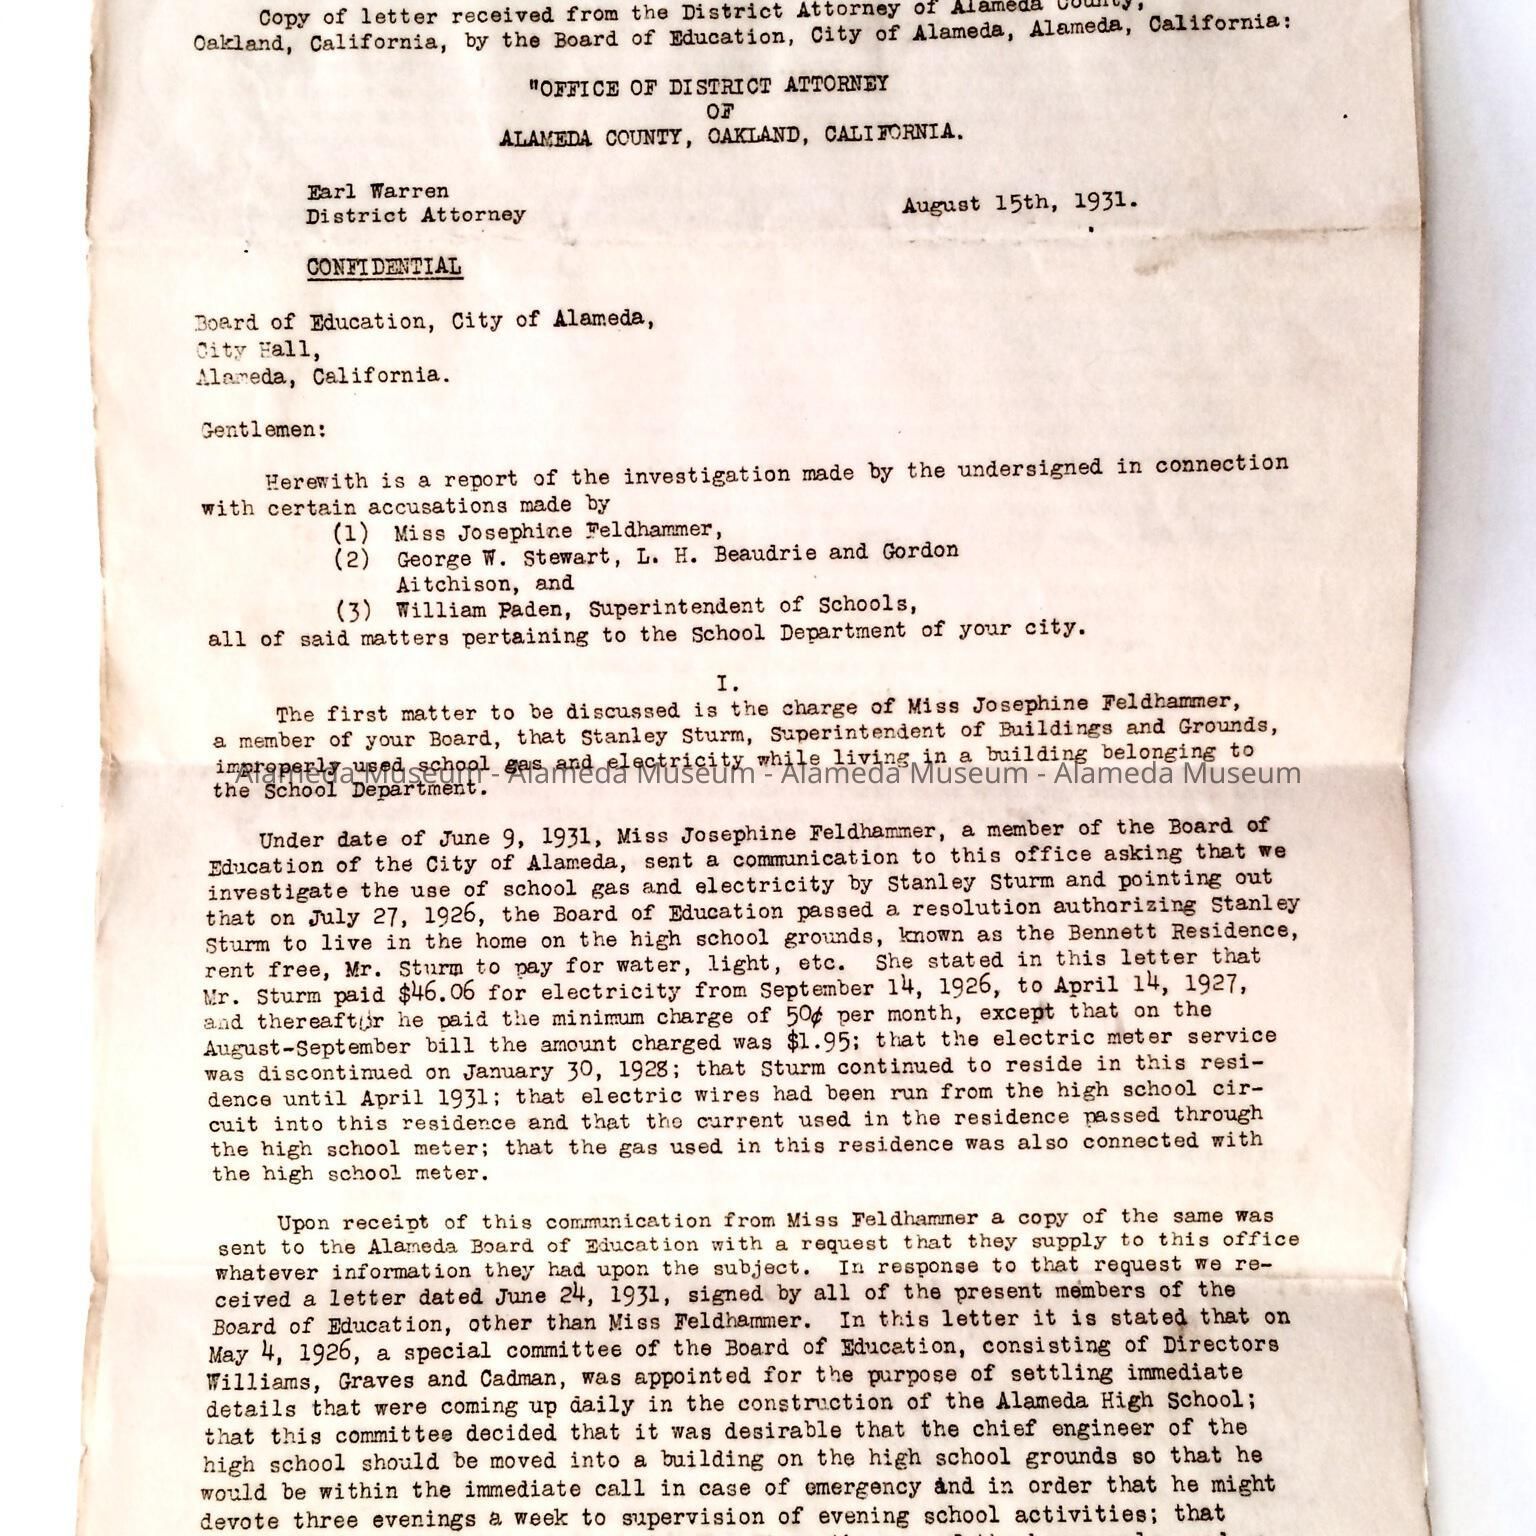 Copy of letter received from the District Attorney of Alameda County,
Oakland, California, by the Board of Education, City of Alameda, Alameda, California:
"OFFICE OF DISTRICT ATTORNEY
OF
ALAMEDA COUNTY, OAKLAND, CALIFORNIA.
Earl Warren
District Attorney
August 15th, 1931.
CONFIDENTIAL
Board of Education, City of Alameda,
City Hall,
Alameda, California.
Gentlemen:
Herewith is a report of the investigation made by the undersigned in connection
with certain accusations made by
(1) Miss Josephine Feldhammer,
(2) George W. Stewart, L. H. Beaudrie and Gordon
Aitchison, and
(3) William Paden, Superintendent of Schools,
all of said matters pertaining to the School Department of your city.
I.
The first matter to be discussed is the charge of Miss Josephine Feldhammer,
a member of your Board, that Stanley Sturm, Superintendent of Buildings and Grounds,
improperly used school gas and electricity while living in a building belonging to
Alameda Museum - Alameda Museum - Alameda Museum - Alameda Museum
the School Department.
Under date of June 9, 1931, Miss Josephine Feldhammer, a member of the Board of
Education of the City of Alameda, sent a communication to this office asking that we
investigate the use of school gas and electricity by Stanley Sturm and pointing out
that on July 27, 1926, the Board of Education passed a resolution authorizing Stanley
Sturm to live in the home on the high school grounds, known as the Bennett Residence,
rent free, Mr. Sturm to pay for water, light, etc. She stated in this letter that
Mr. Sturm paid $46.06 for electricity from September 14, 1926, to April 14, 1927,
and thereafter he paid the minimum charge of 50¢ per month, except that on the
August-September bill the amount charged was $1.95; that the electric meter service
was discontinued on January 30, 1928; that Sturm continued to reside in this resi-
dence until April 1931; that electric wires had been run from the high school cir-
cuit into this residence and that the current used in the residence passed through
the high school meter; that the gas used in this residence was also connected with
the high school meter.
Upon receipt of this communication from Miss Feldhammer a copy of the same was
sent to the Alameda Board of Education with a request that they supply to this office
whatever information they had upon the subject. In response to that request we re-
ceived a letter dated June 24, 1931, signed by all of the present members of the
Board of Education, other than Miss Feldhammer. In this letter it is stated that on
May 4, 1926, a special committee of the Board of Education, consisting of Directors
Williams, Graves and Cadman, was appointed for the purpose of settling immediate
details that were coming up daily in the construction of the Alameda High School;
that this committee decided that it was desirable that the chief engineer of the
high school should be moved into a building on the high school grounds so that he
would be within the immediate call in case of emergency and in order that he might
devote three evenings a week to supervision of evening school activities; that